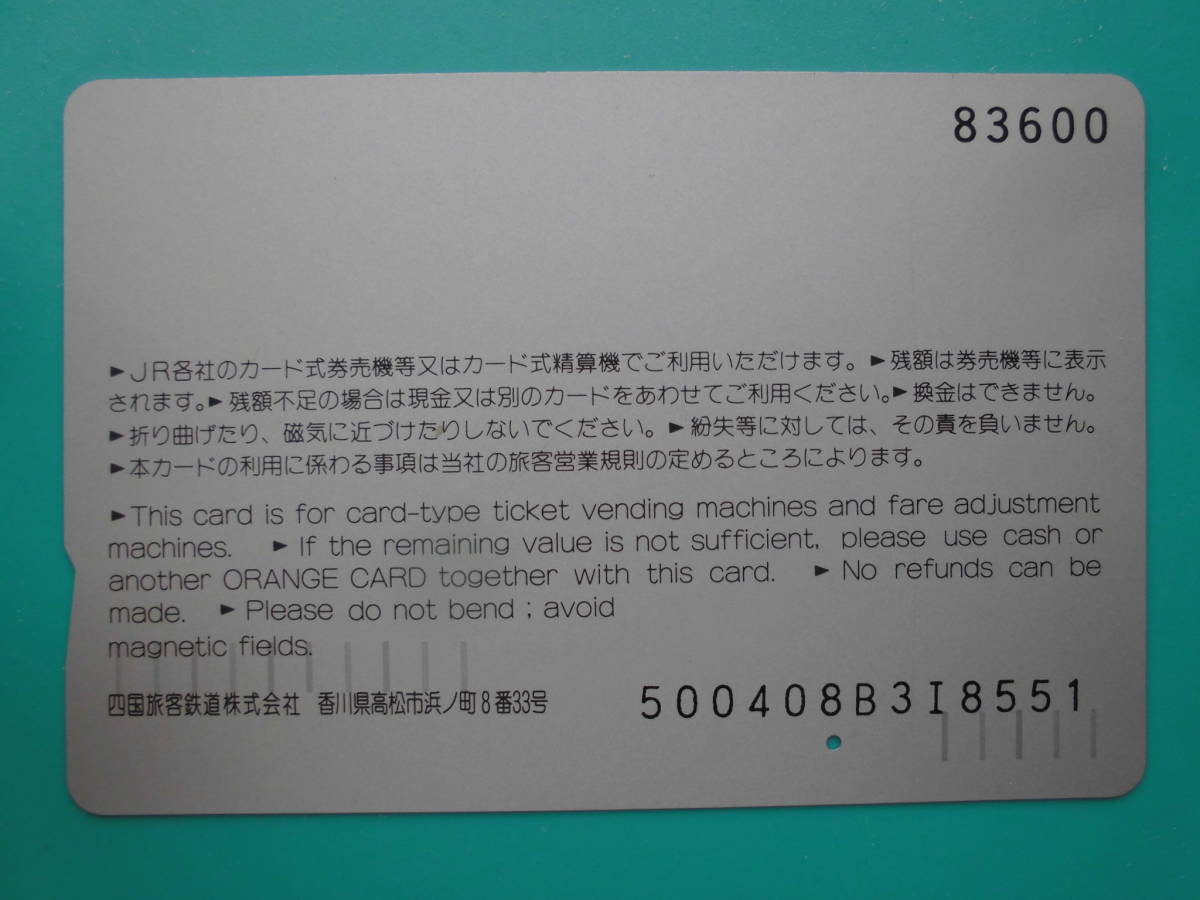 83600
►JR各社のカード式券売機等又はカード式精算機でご利用いただけます。►残額は券売機等に表示
されます。►残額不足の場合は現金又は別のカードをあわせてご利用ください。►換金はできません。
►折り曲げたり、磁気に近づけたりしないでください。►紛失等に対しては、その責を負いません。
►本カードの利用に係わる事項は当社の旅客営業規則の定めるところによります。
►This card is for card-type ticket vending machines and fare adjustment
machines. ►If the remaining value is not sufficient, please use cash or
another ORANGE CARD together with this card. ►No refunds can be
made. ►Please do not bend ; avoid
magnetic fields.
四国旅客鉄道株式会社 香川県高松市浜ノ町8番33号
500408B3I8551